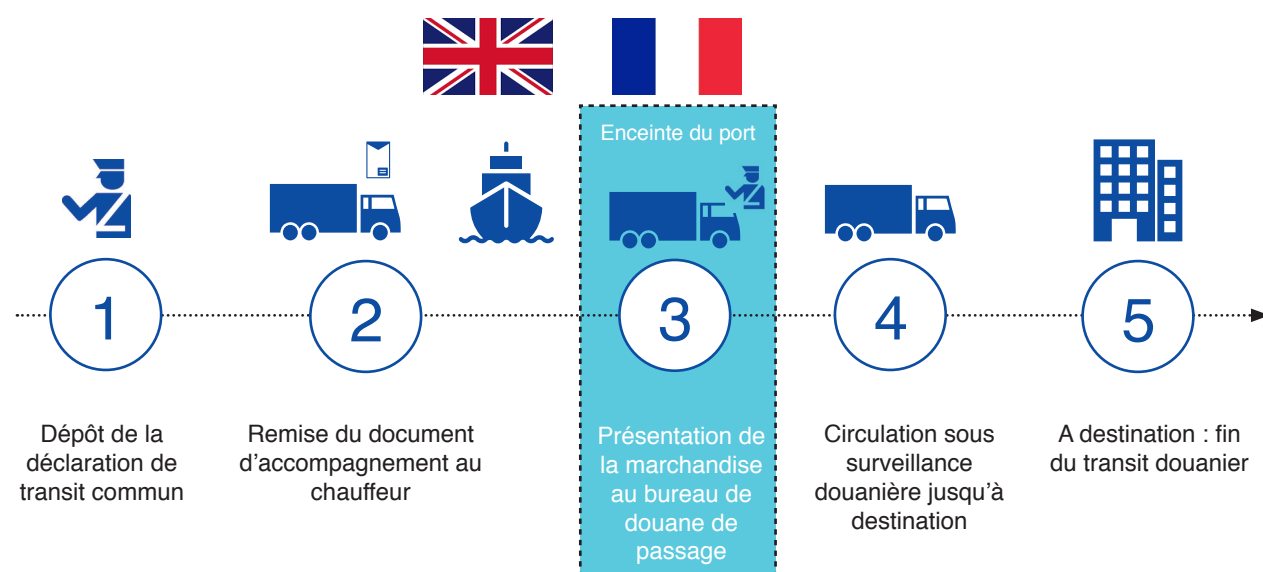 Enceinte du port
1
2
3
4
5
Dépôt de la
déclaration de
transit commun
Remise du document
d’accompagnement au
chauffeur
Présentation de
la marchandise
au bureau de
douane de
passage
Circulation sous
surveillance
douanière jusqu’à
destination
A destination : fin
du transit douanier